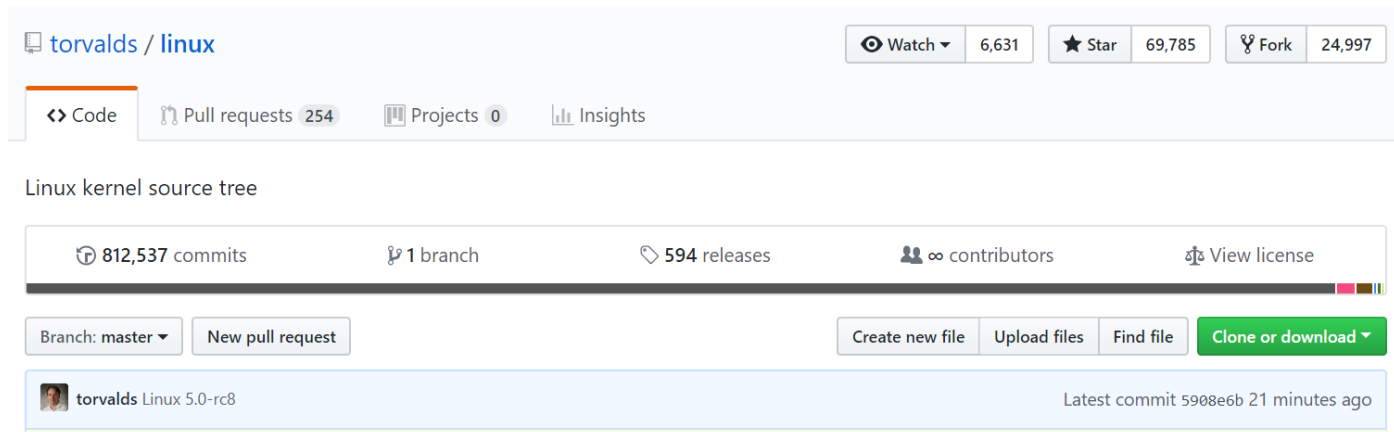 torvalds / linux Watch 6,631 Star 69,785 Fork 24,997
Code Pull requests 254 Projects 0 Insights
Linux kernel source tree
812,537 commits 1 branch 594 releases ∞ contributors View license
Branch: master New pull request Create new file Upload files Find file Clone or download
torvalds Linux 5.0-rc8 Latest commit 5908e6b 21 minutes ago